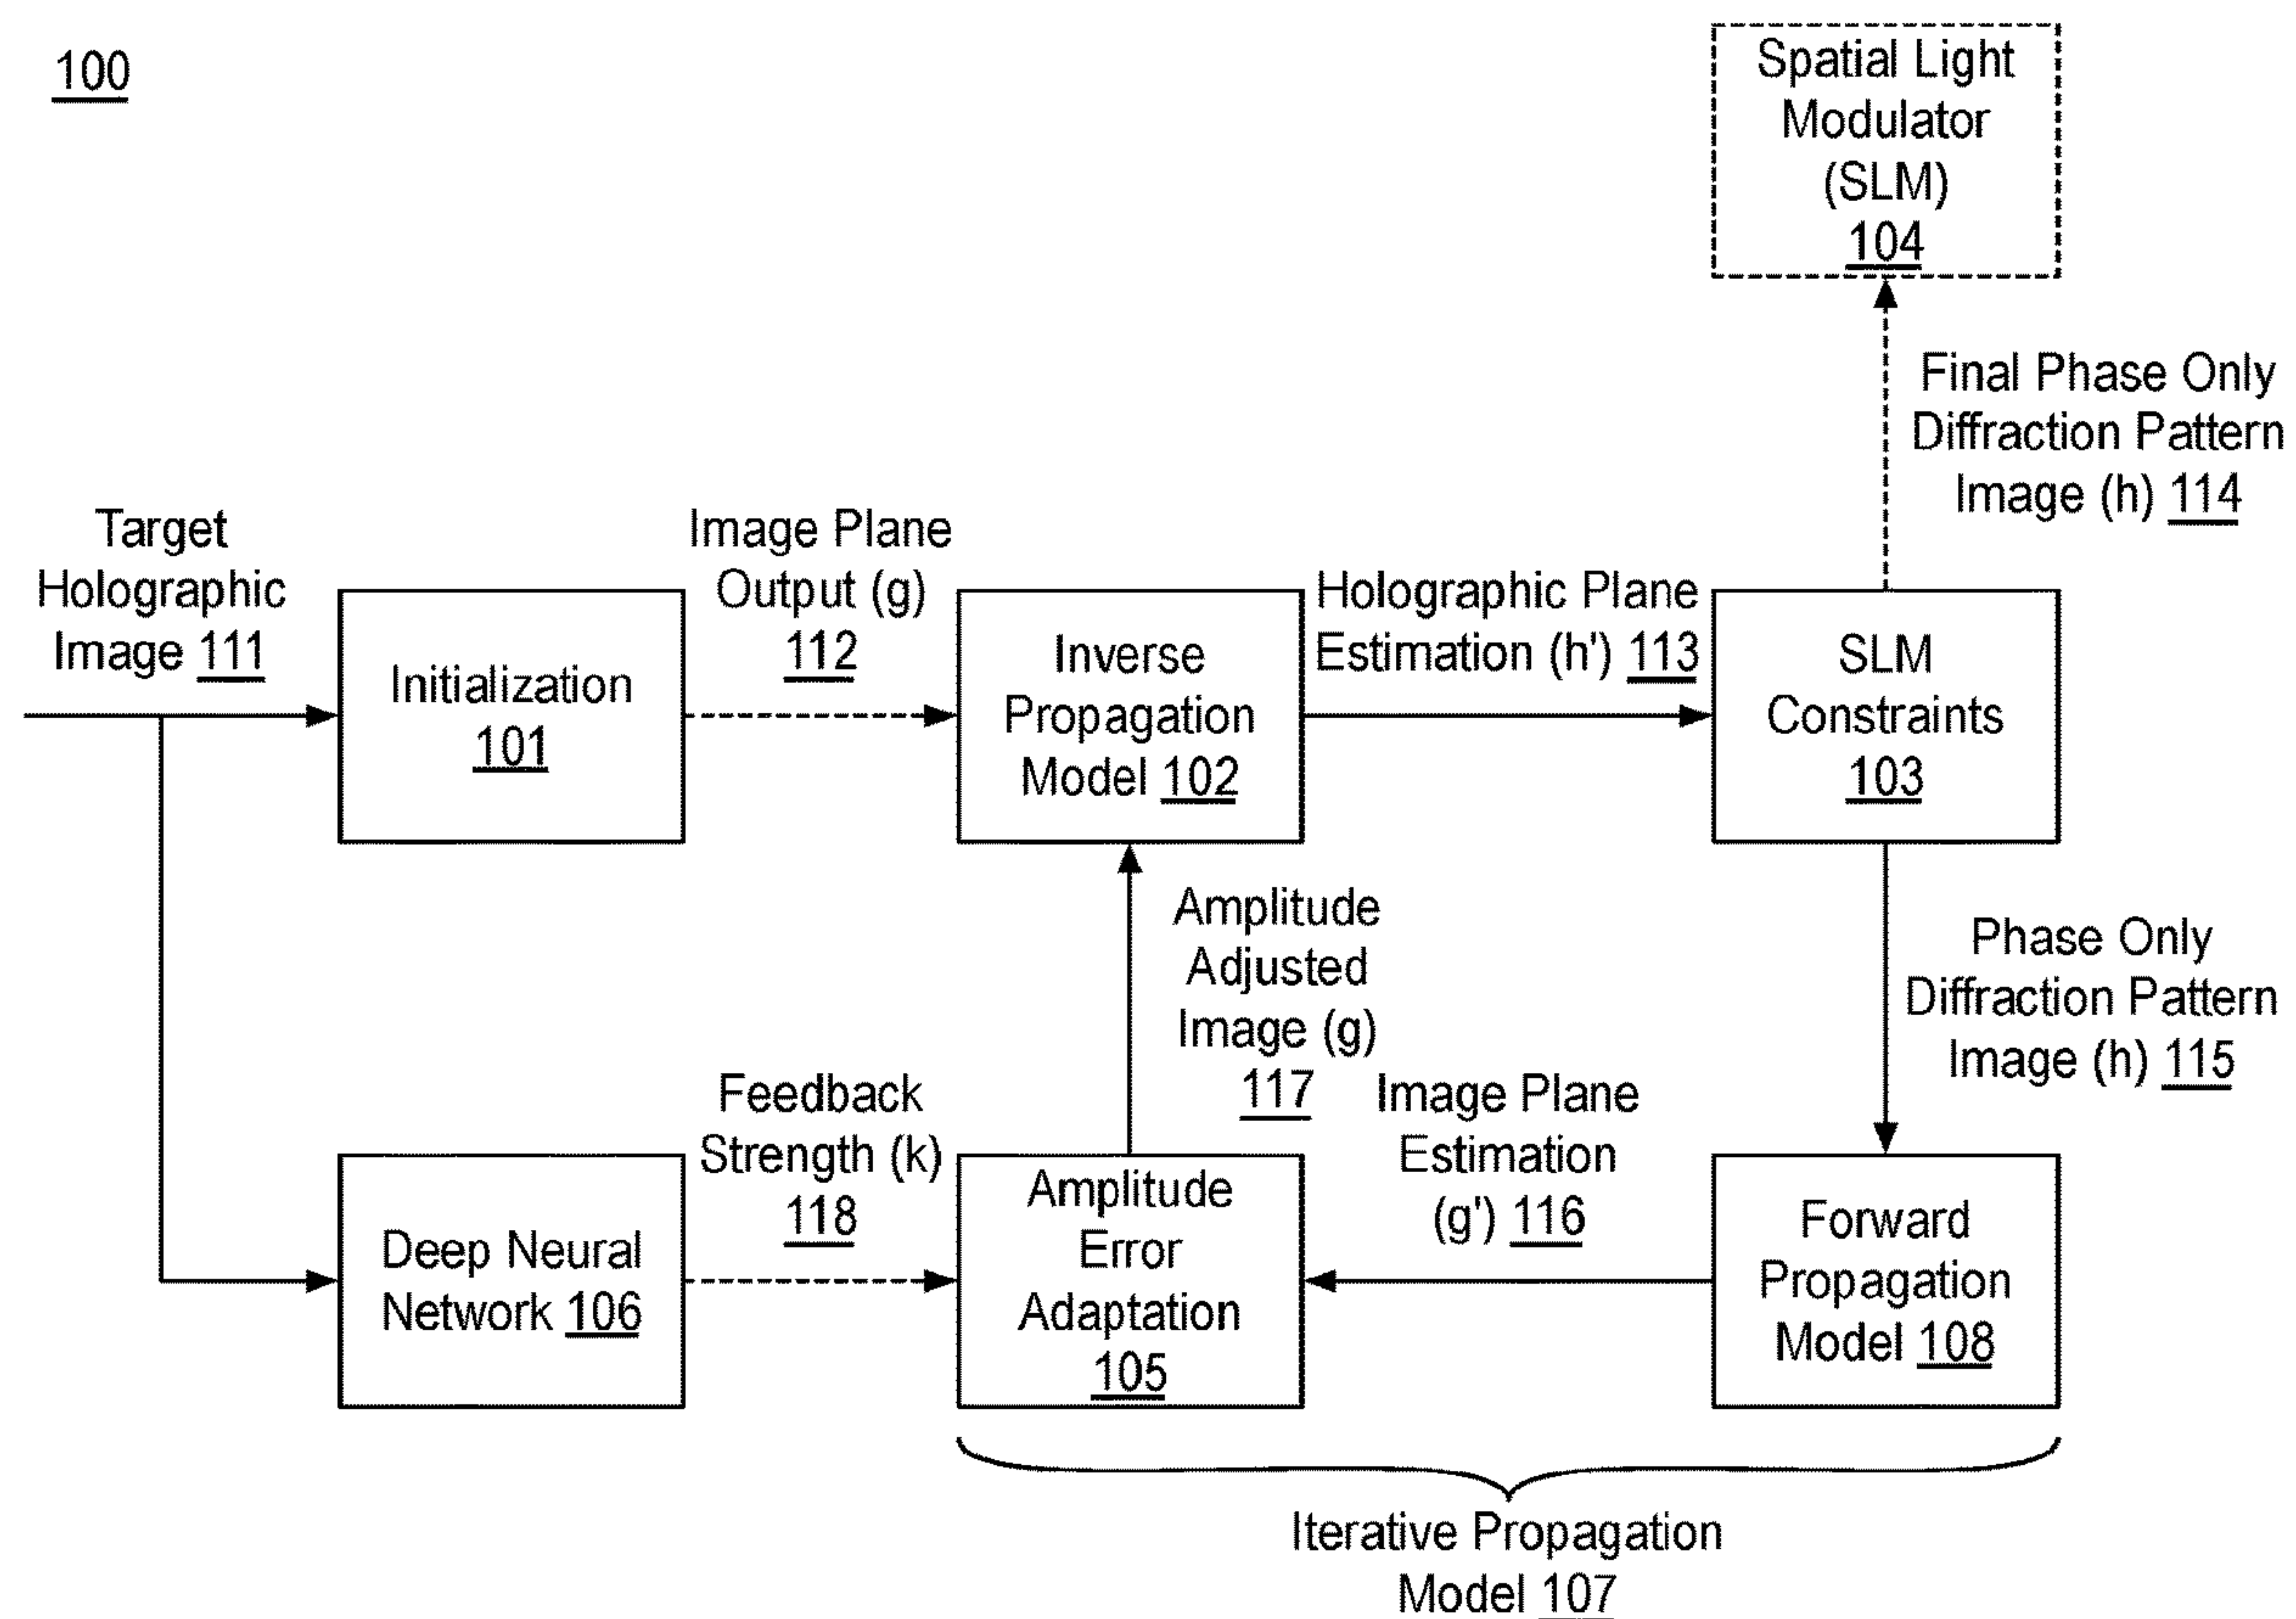 100
Spatial Light
Modulator
(SLM)
104
Final Phase Only
Diffraction Pattern
Image (h) 114
Target
Holographic
Image 111
Initialization
101
Image Plane
Output (g)
112
Inverse
Propagation
Model 102
Holographic Plane
Estimation (h') 113
SLM
Constraints
103
Amplitude
Adjusted
Image (g)
117
Phase Only
Diffraction Pattern
Image (h) 115
Deep Neural
Network 106
Feedback
Strength (k)
118
Amplitude
Error
Adaptation
105
Image Plane
Estimation
(g') 116
Forward
Propagation
Model 108
Iterative Propagation
Model 107